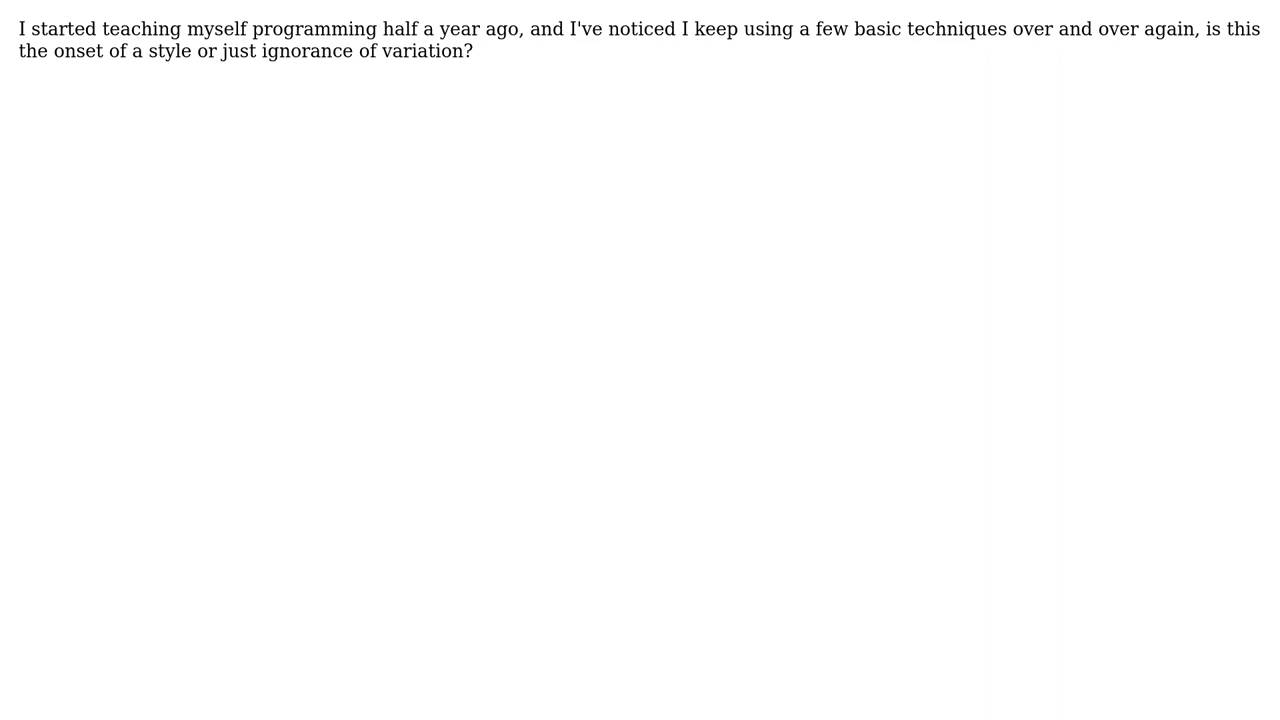 I started teaching myself programming half a year ago, and I've noticed I keep using a few basic techniques over and over again, is this
the onset of a style or just ignorance of variation?